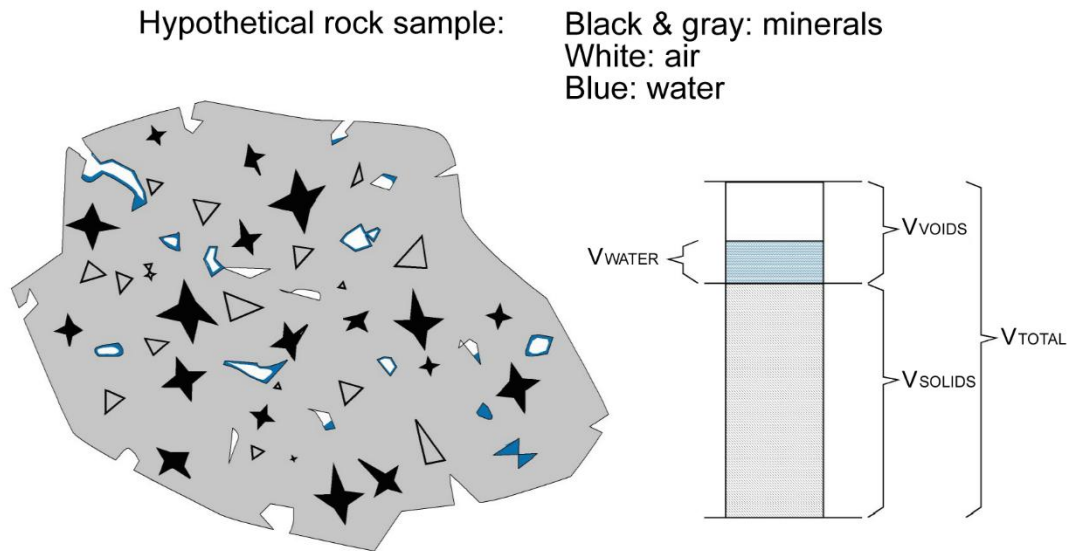 Hypothetical rock sample:
Black & gray: minerals
White: air
Blue: water
VWATER
VVOIDS
VSOLIDS
VTOTAL